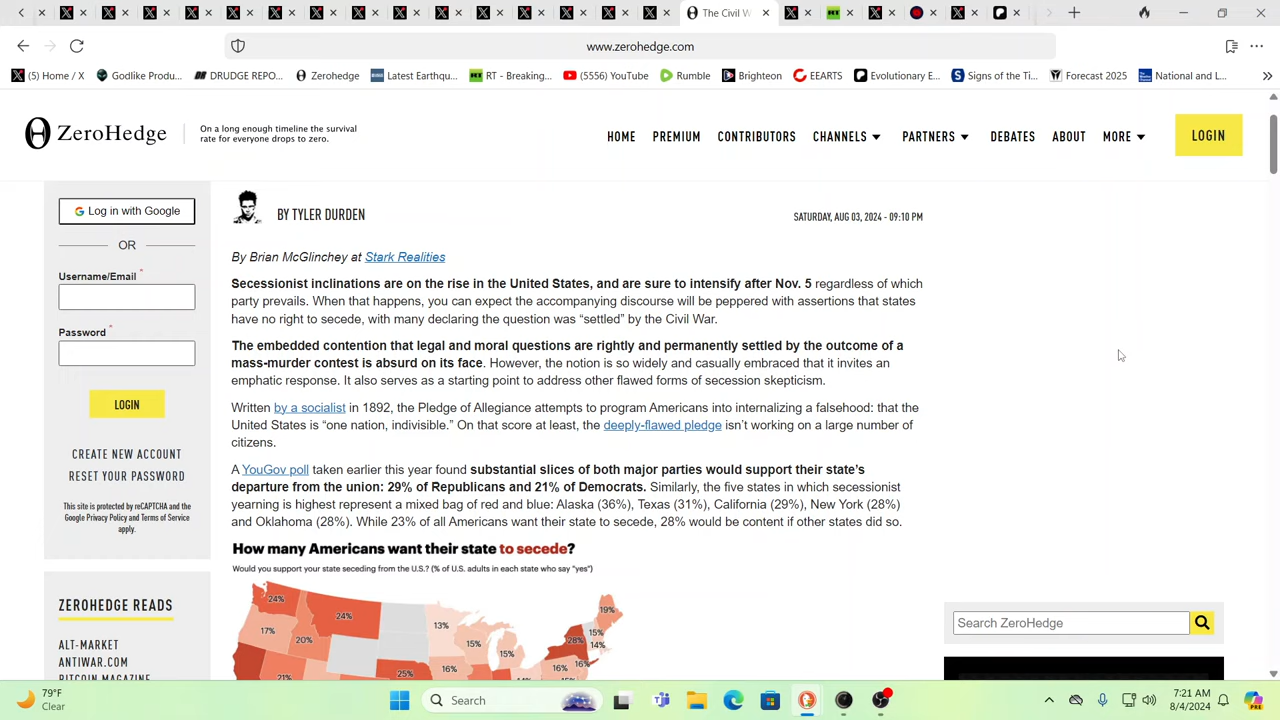 The Civil W
www.zerohedge.com
(5) Home / X
Godlike Produ...
DRUDGE REPO...
Zerohedge
Latest Earthqu...
RT - Breaking...
(5556) YouTube
Rumble
Brighteon
EEARTS
Evolutionary E...
Signs of the Ti...
Forecast 2025
National and L...
ZeroHedge
On a long enough timeline the survival
rate for everyone drops to zero.
HOME
PREMIUM
CONTRIBUTORS
CHANNELS
PARTNERS
DEBATES
ABOUT
MORE
LOGIN
Log in with Google
OR
Username/Email *
Password *
LOGIN
CREATE NEW ACCOUNT
RESET YOUR PASSWORD
This site is protected by reCAPTCHA and the
Google Privacy Policy and Terms of Service
apply.
ZEROHEDGE READS
ALT-MARKET
ANTIWAR.COM
BITCOIN MAGAZINE
BY TYLER DURDEN
SATURDAY, AUG 03, 2024 - 09:10 PM
By Brian McGlinchey at Stark Realities
Secessionist inclinations are on the rise in the United States, and are sure to intensify after Nov. 5 regardless of which
party prevails. When that happens, you can expect the accompanying discourse will be peppered with assertions that states
have no right to secede, with many declaring the question was “settled” by the Civil War.
The embedded contention that legal and moral questions are rightly and permanently settled by the outcome of a
mass-murder contest is absurd on its face. However, the notion is so widely and casually embraced that it invites an
emphatic response. It also serves as a starting point to address other flawed forms of secession skepticism.
Written by a socialist in 1892, the Pledge of Allegiance attempts to program Americans into internalizing a falsehood: that the
United States is “one nation, indivisible.” On that score at least, the deeply-flawed pledge isn’t working on a large number of
citizens.
A YouGov poll taken earlier this year found substantial slices of both major parties would support their state’s
departure from the union: 29% of Republicans and 21% of Democrats. Similarly, the five states in which secessionist
yearning is highest represent a mixed bag of red and blue: Alaska (36%), Texas (31%), California (29%), New York (28%)
and Oklahoma (28%). While 23% of all Americans want their state to secede, 28% would be content if other states did so.
How many Americans want their state to secede?
Would you support your state seceding from the U.S.? (% of U.S. adults in each state who say “yes”)
24%
24%
19%
17%
20%
13%
28%
15%
15%
14%
15%
25%
16%
16%
16%
21%
Search ZeroHedge
79°F
Clear
Search
7:21 AM
8/4/2024